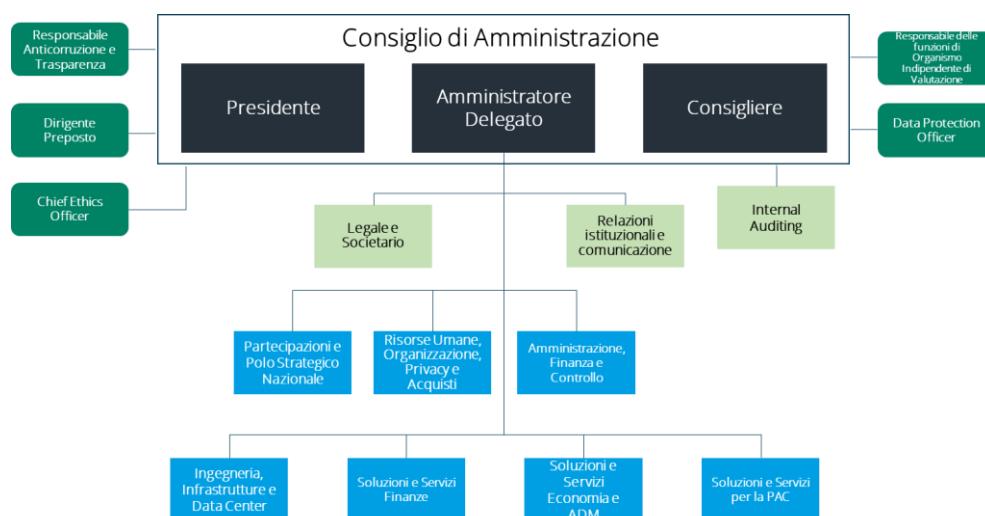 Consiglio di Amministrazione
Responsabile
Anticorruzione e
Trasparenza
Responsabile delle
funzioni di
Organismo
Indipendente di
Valutazione
Presidente
Amministratore
Delegato
Consigliere
Dirigente
Preposto
Data Protection
Officer
Chief Ethics
Officer
Legale e
Societario
Relazioni
istituzionali e
comunicazione
Internal
Auditing
Partecipazioni e
Polo Strategico
Nazionale
Risorse Umane,
Organizzazione,
Privacy e
Acquisti
Amministrazione,
Finanza e
Controllo
Ingegneria,
Infrastrutture e
Data Center
Soluzioni e Servizi
Finanze
Soluzioni e
Servizi
Economia e
ADM
Soluzioni e Servizi
per la PAC